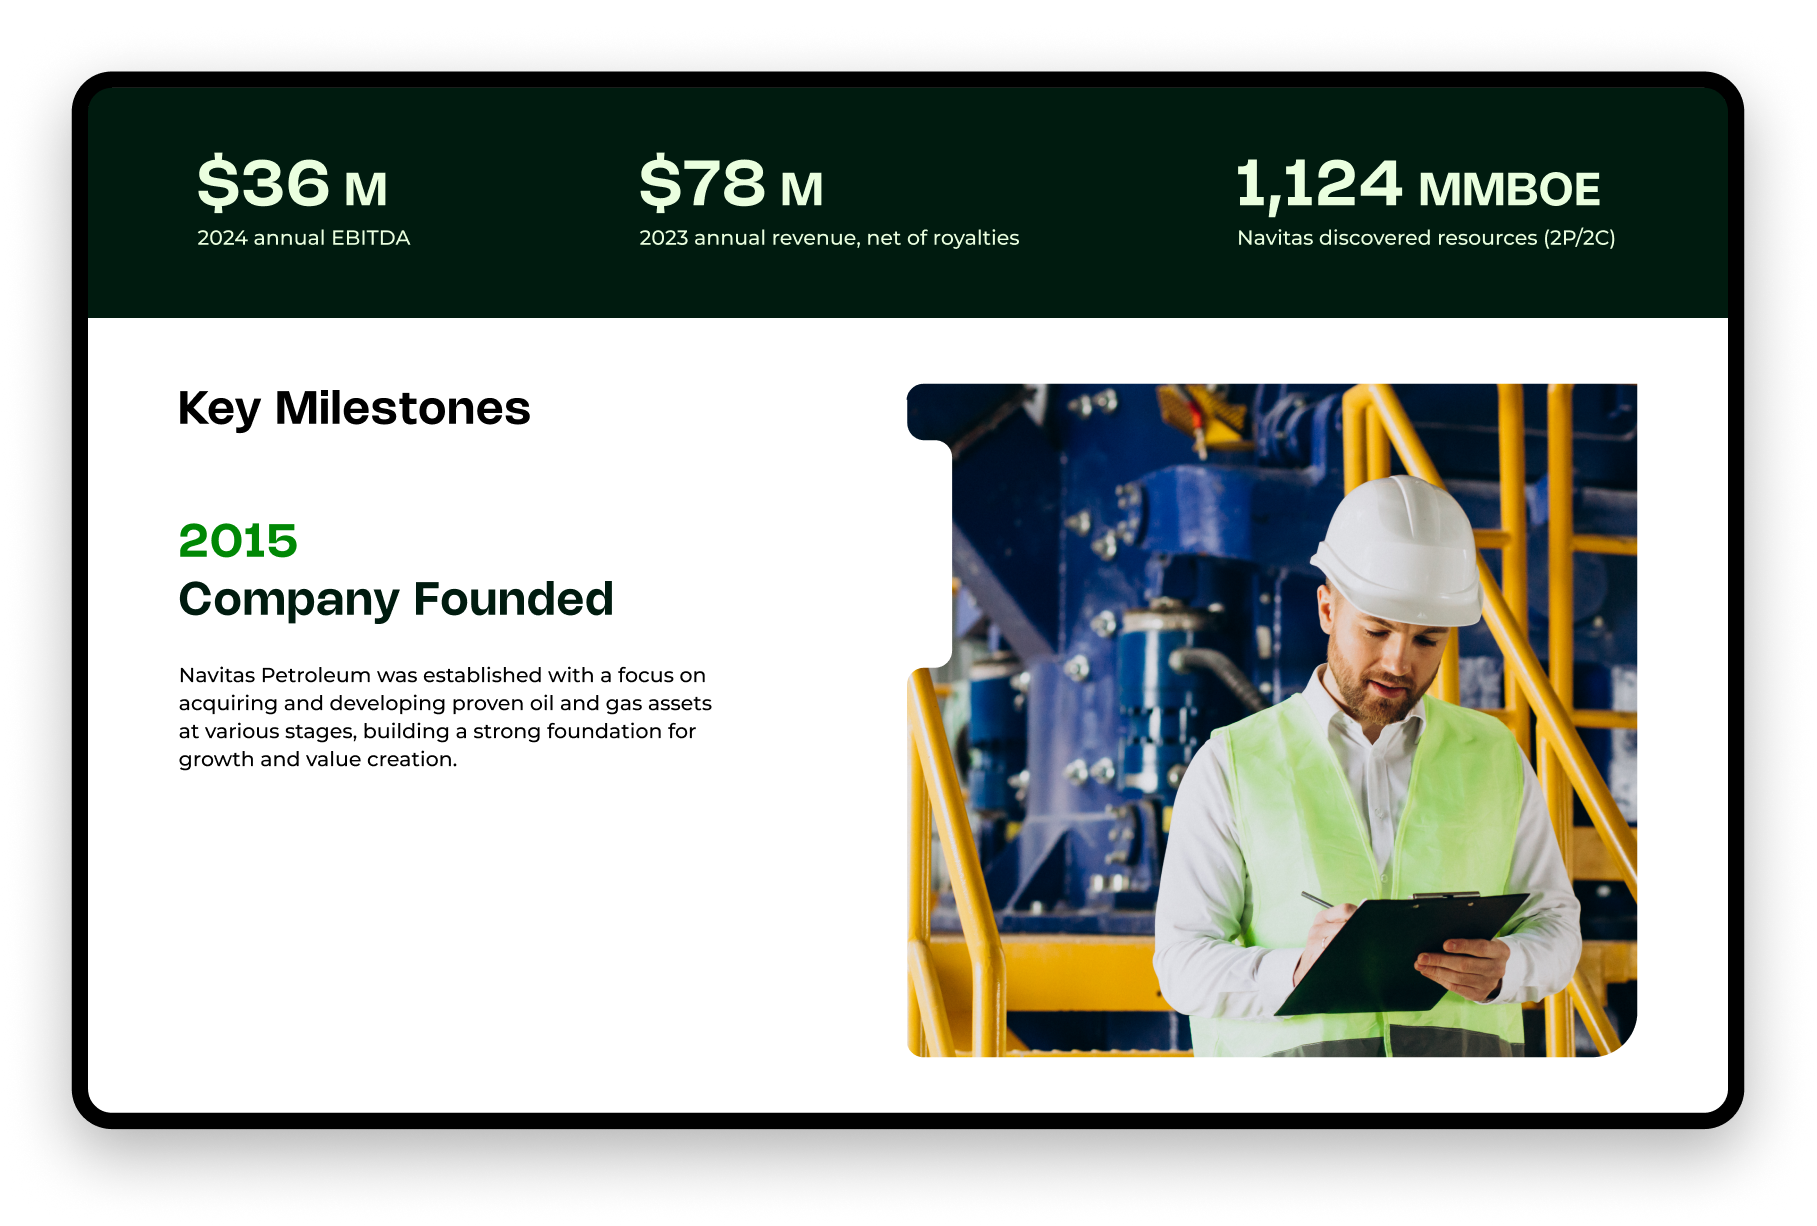 $36 M
2024 annual EBITDA
$78 M
2023 annual revenue, net of royalties
1,124 MMBOE
Navitas discovered resources (2P/2C)
Key Milestones
2015
Company Founded
Navitas Petroleum was established with a focus on
acquiring and developing proven oil and gas assets
at various stages, building a strong foundation for
growth and value creation.